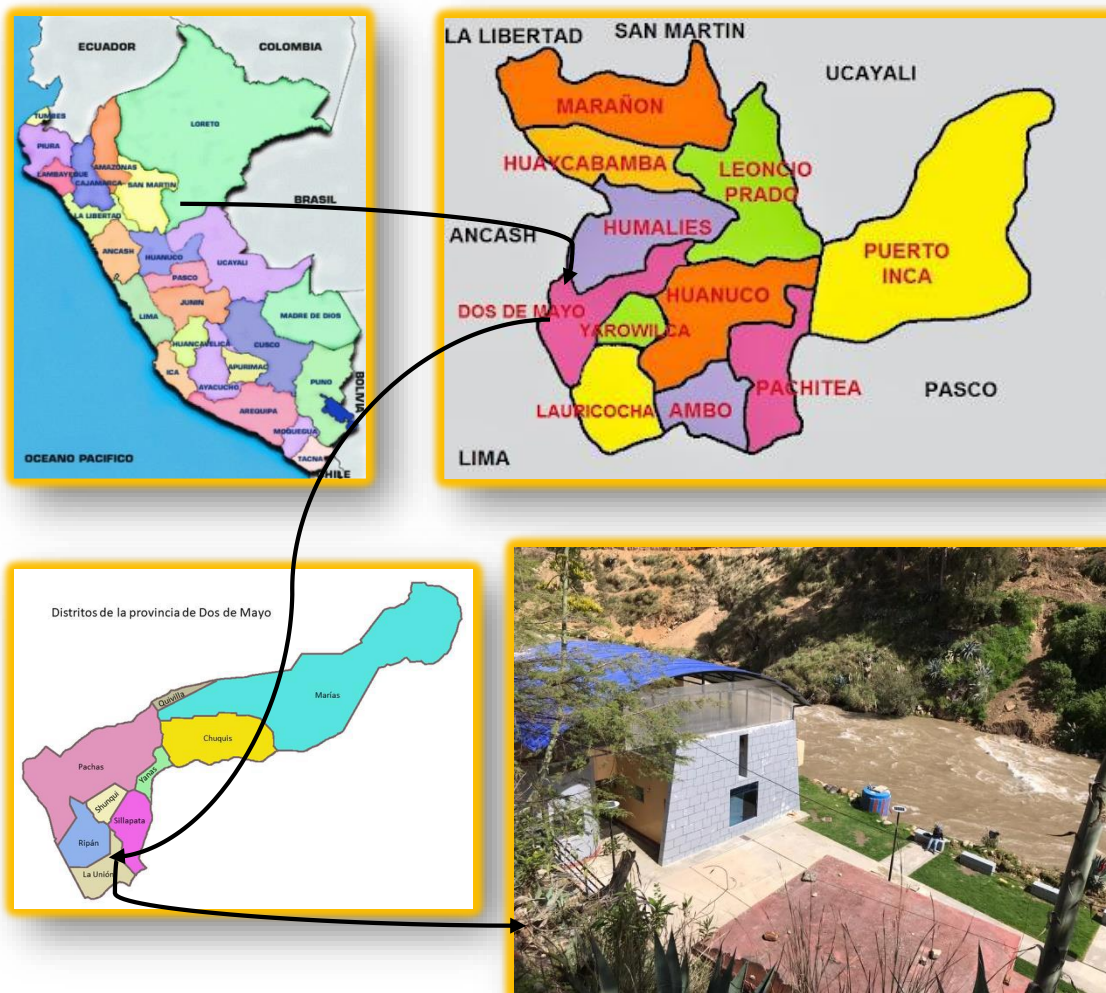 ECUADOR
COLOMBIA
TUMBES
LORETO
PIURA
AMAZONAS
LAMBAYEQUE
CAJAMARCA
SAN MARTIN
BRASIL
LA LIBERTAD
ANCASH
HUANUCO
UCAYALI
PASCO
JUNIN
LIMA
MADRE DE DIOS
HUANCAVELICA
CUSCO
ICA
APURIMAC
AYACUCHO
PUNO
BOLIVIA
AREQUIPA
MOQUEGUA
OCEANO PACIFICO
TACNA
CHILE
LA LIBERTAD
SAN MARTIN
UCAYALI
MARAÑON
HUAYCABAMBA
LEONCIO
PRADO
ANCASH
HUMALIES
PUERTO
INCA
DOS DE MAYO
HUANUCO
YAROWILCA
PACHITEA
PASCO
LAURICOCHA
AMBO
LIMA
Distritos de la provincia de Dos de Mayo
Quivilla
Marías
Chuquis
Pachas
Yanas
Shunqui
Sillapata
Ripán
La Unión